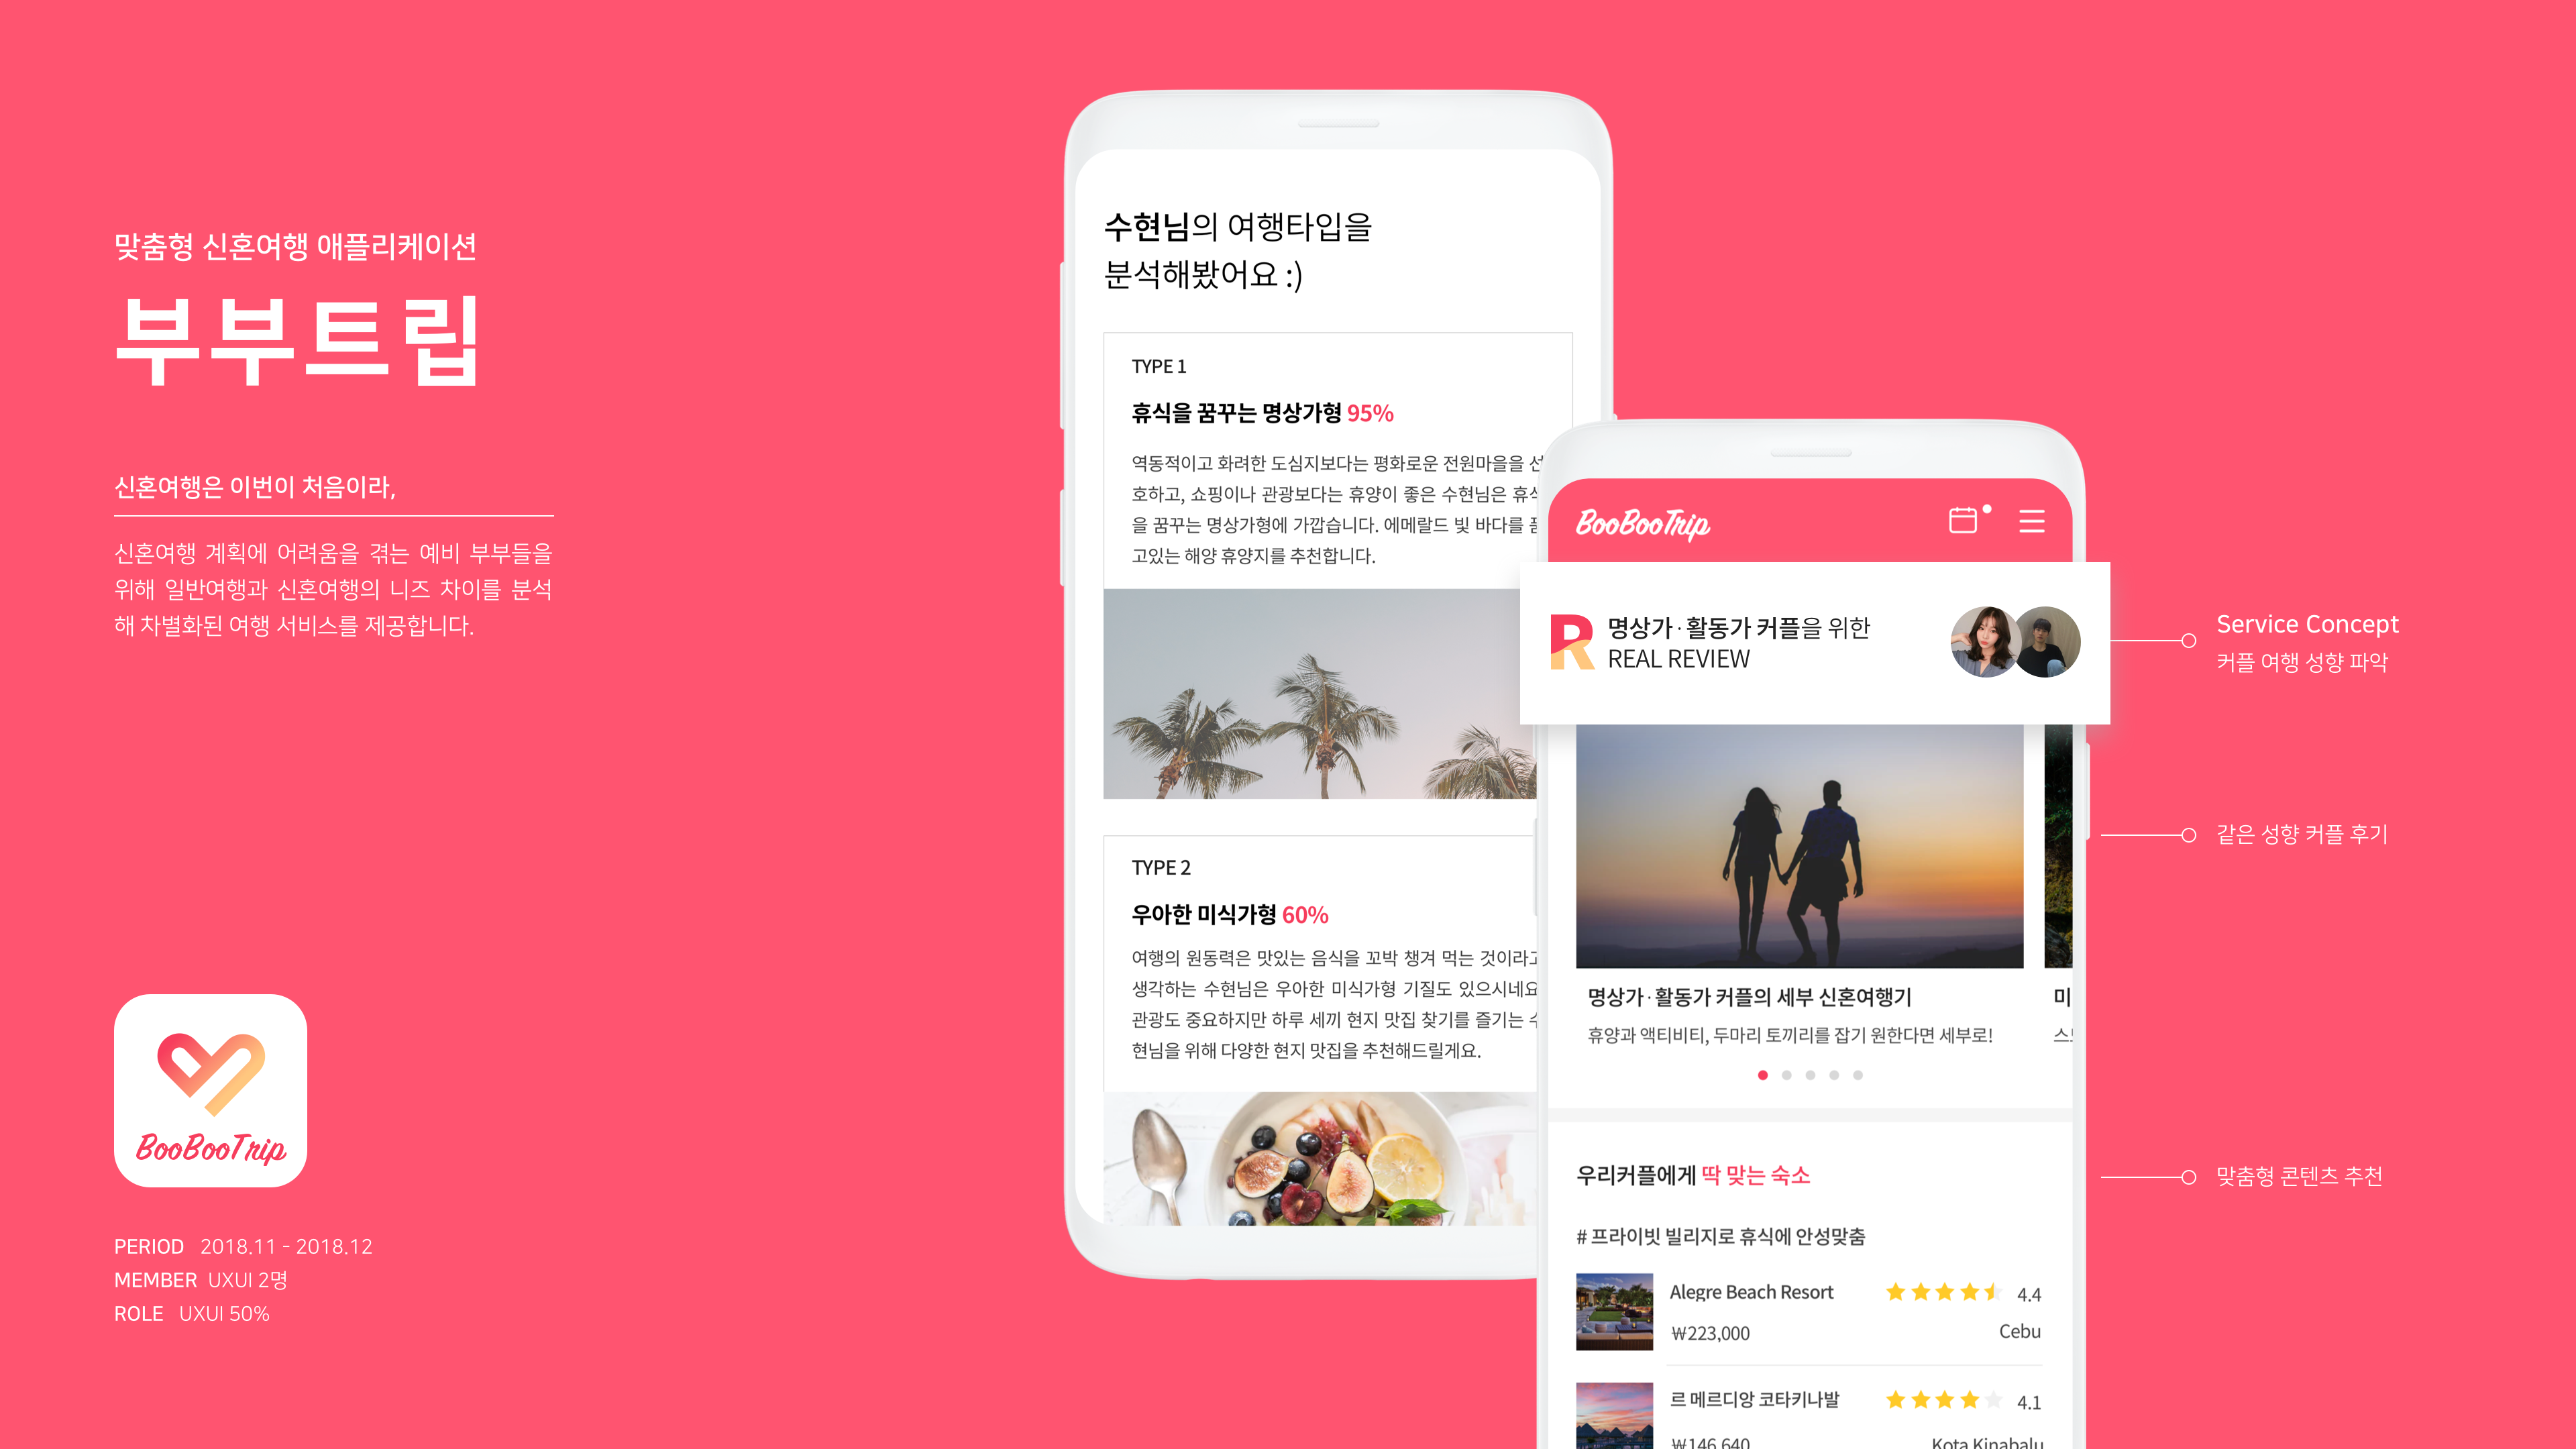 맞춤형 신혼여행 애플리케이션
부부트립
신혼여행은 이번이 처음이라,
신혼여행 계획에 어려움을 겪는 예비 부부들을
위해 일반여행과 신혼여행의 니즈 차이를 분석
해 차별화된 여행 서비스를 제공합니다.
BooBooTrip
PERIOD 2018.11 - 2018.12
MEMBER UXUI 2명
ROLE UXUI 50%
수현님의 여행타입을
분석해봤어요 :)
TYPE 1
휴식을 꿈꾸는 명상가형 95%
역동적이고 화려한 도심지보다는 평화로운 전원마을을 선
호하고, 쇼핑이나 관광보다는 휴양이 좋은 수현님은 휴식
을 꿈꾸는 명상가형에 가깝습니다. 에메랄드 빛 바다를
고있는 해양 휴양지를 추천합니다.
TYPE 2
우아한 미식가형 60%
여행의 원동력은 맛있는 음식을 꼬박 챙겨 먹는 것이라고
생각하는 수현님은 우아한 미식가형 기질도 있으시네요
관광도 중요하지만 하루 세끼 현지 맛집 찾기를 즐기는 수
현님을 위해 다양한 현지 맛집을 추천해드릴게요.
BooBooTrip
R
명상가·활동가 커플을 위한
REAL REVIEW
명상가·활동가 커플의 세부 신혼여행기
휴양과 액티비티, 두마리 토끼를 잡기 원한다면 세부로!
미
우리커플에게 딱 맞는 숙소
# 프라이빗 빌리지로 휴식에 안성맞춤
Alegre Beach Resort 4.4
₩223,000 Cebu
르 메르디앙 코타키나발 4.1
₩146,640 Kota Kinabalu
Service Concept
커플 여행 성향 파악
같은 성향 커플 후기
맞춤형 콘텐츠 추천